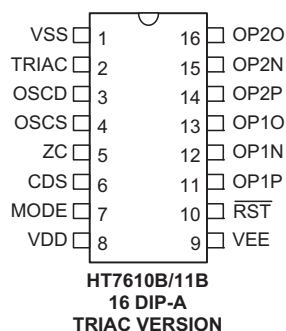 VSS 1 16 OP2O
TRIAC 2 15 OP2N
OSCD 3 14 OP2P
OSCS 4 13 OP1O
ZC 5 12 OP1N
CDS 6 11 OP1P
MODE 7 10 R̅S̅T̅
VDD 8 9 VEE
HT7610B/11B
16 DIP-A
TRIAC VERSION